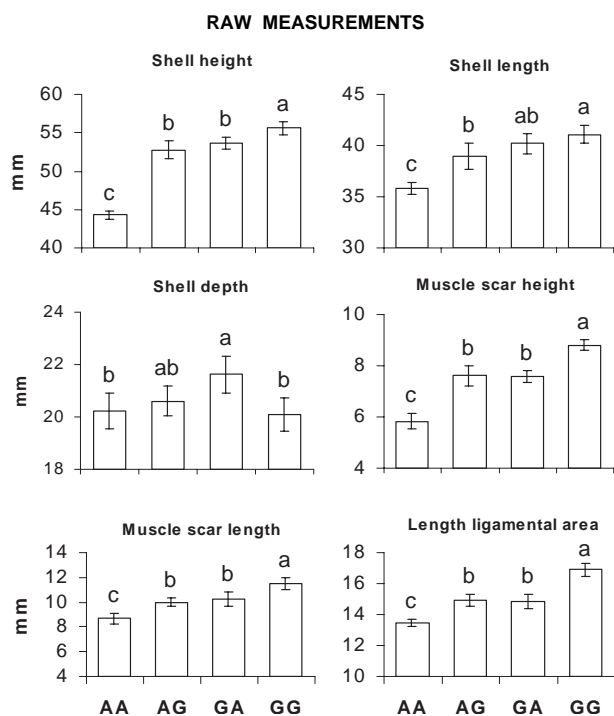 RAW MEASUREMENTS
Shell height
60
55
50
45
40
mm
c
b
b
a
Shell length
45
40
35
30
c
b
ab
a
Shell depth
24
22
20
18
mm
b
ab
a
b
Muscle scar height
10
8
6
4
c
b
b
a
Muscle scar length
14
12
10
8
6
4
mm
c
b
b
a
AA AG GA GG
Length ligamental area
18
16
14
12
10
c
b
b
a
AA AG GA GG